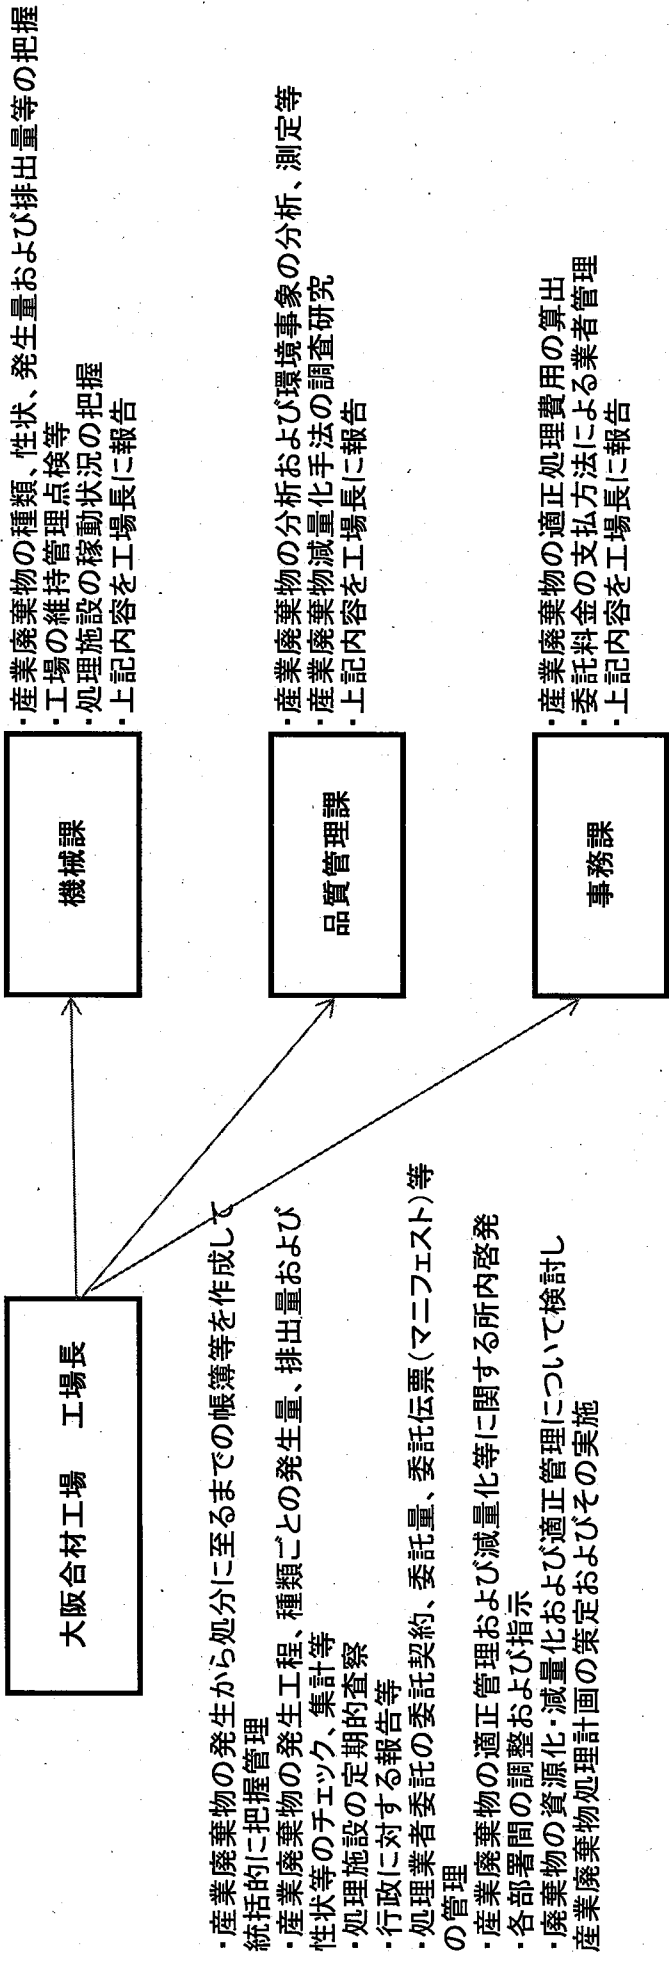 大阪合材工場　工場長
・産業廃棄物の発生から処分に至るまでの帳簿等を作成して
統括的に把握管理
・産業廃棄物の発生工程、種類ごとの発生量、排出量および
性状等のチェック、集計等
・処理施設の定期的査察
・行政に対する報告等
・処理業者委託の委託契約、委託量、委託伝票(マニフェスト)等
の管理
・産業廃棄物の適正管理および減量化等に関する所内啓発
・各部署間の調整および指示
・廃棄物の資源化・減量化および適正管理について検討し
産業廃棄物処理計画の策定およびその実施
機械課
・産業廃棄物の種類、性状、発生量および排出量等の把握
・工場の維持管理点検等
・処理施設の稼動状況の把握
・上記内容を工場長に報告
品質管理課
・産業廃棄物の分析および環境事象の分析、測定等
・産業廃棄物減量化手法の調査研究
・上記内容を工場長に報告
事務課
・産業廃棄物の適正処理費用の算出
・委託料金の支払方法による業者管理
・上記内容を工場長に報告